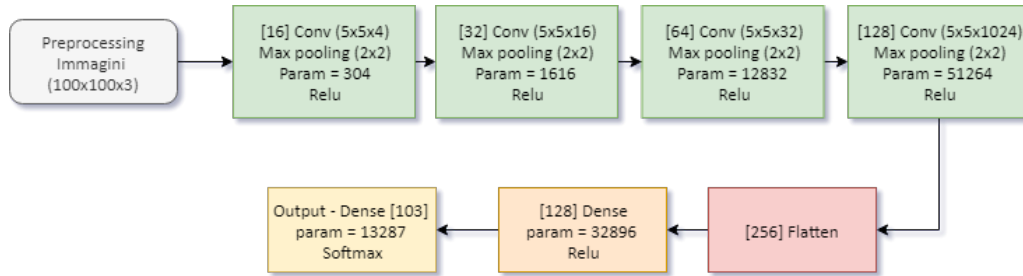 Preprocessing
Immagini
(100x100x3)
[16] Conv (5x5x4)
Max pooling (2x2)
Param = 304
Relu
[32] Conv (5x5x16)
Max pooling (2x2)
Param = 1616
Relu
[64] Conv (5x5x32)
Max pooling (2x2)
Param = 12832
Relu
[128] Conv (5x5x1024)
Max pooling (2x2)
Param = 51264
Relu
[256] Flatten
[128] Dense
param = 32896
Relu
Output - Dense [103]
param = 13287
Softmax